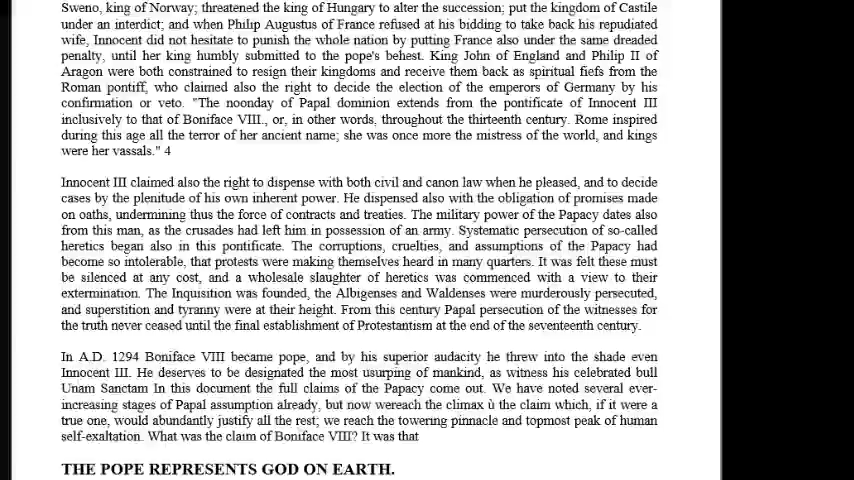 Sweno, king of Norway; threatened the king of Hungary to alter the succession; put the kingdom of Castile
under an interdict; and when Philip Augustus of France refused at his bidding to take back his repudiated
wife, Innocent did not hesitate to punish the whole nation by putting France also under the same dreaded
penalty, until her king humbly submitted to the pope's behest. King John of England and Philip II of
Aragon were both constrained to resign their kingdoms and receive them back as spiritual fiefs from the
Roman pontiff, who claimed also the right to decide the election of the emperors of Germany by his
confirmation or veto. "The noonday of Papal dominion extends from the pontificate of Innocent III
inclusively to that of Boniface VIII., or, in other words, throughout the thirteenth century. Rome inspired
during this age all the terror of her ancient name; she was once more the mistress of the world, and kings
were her vassals." 4
Innocent III claimed also the right to dispense with both civil and canon law when he pleased, and to decide
cases by the plenitude of his own inherent power. He dispensed also with the obligation of promises made
on oaths, undermining thus the force of contracts and treaties. The military power of the Papacy dates also
from this man, as the crusades had left him in possession of an army. Systematic persecution of so-called
heretics began also in this pontificate. The corruptions, cruelties, and assumptions of the Papacy had
become so intolerable, that protests were making themselves heard in many quarters. It was felt these must
be silenced at any cost, and a wholesale slaughter of heretics was commenced with a view to their
extermination. The Inquisition was founded, the Albigenses and Waldenses were murderously persecuted,
and superstition and tyranny were at their height. From this century Papal persecution of the witnesses for
the truth never ceased until the final establishment of Protestantism at the end of the seventeenth century.
In A.D. 1294 Boniface VIII became pope, and by his superior audacity he threw into the shade even
Innocent III. He deserves to be designated the most usurping of mankind, as witness his celebrated bull
Unam Sanctam In this document the full claims of the Papacy come out. We have noted several ever-
increasing stages of Papal assumption already, but now wereach the climax ù the claim which, if it were a
true one, would abundantly justify all the rest; we reach the towering pinnacle and topmost peak of human
self-exaltation. What was the claim of Boniface VIII? It was that
THE POPE REPRESENTS GOD ON EARTH.